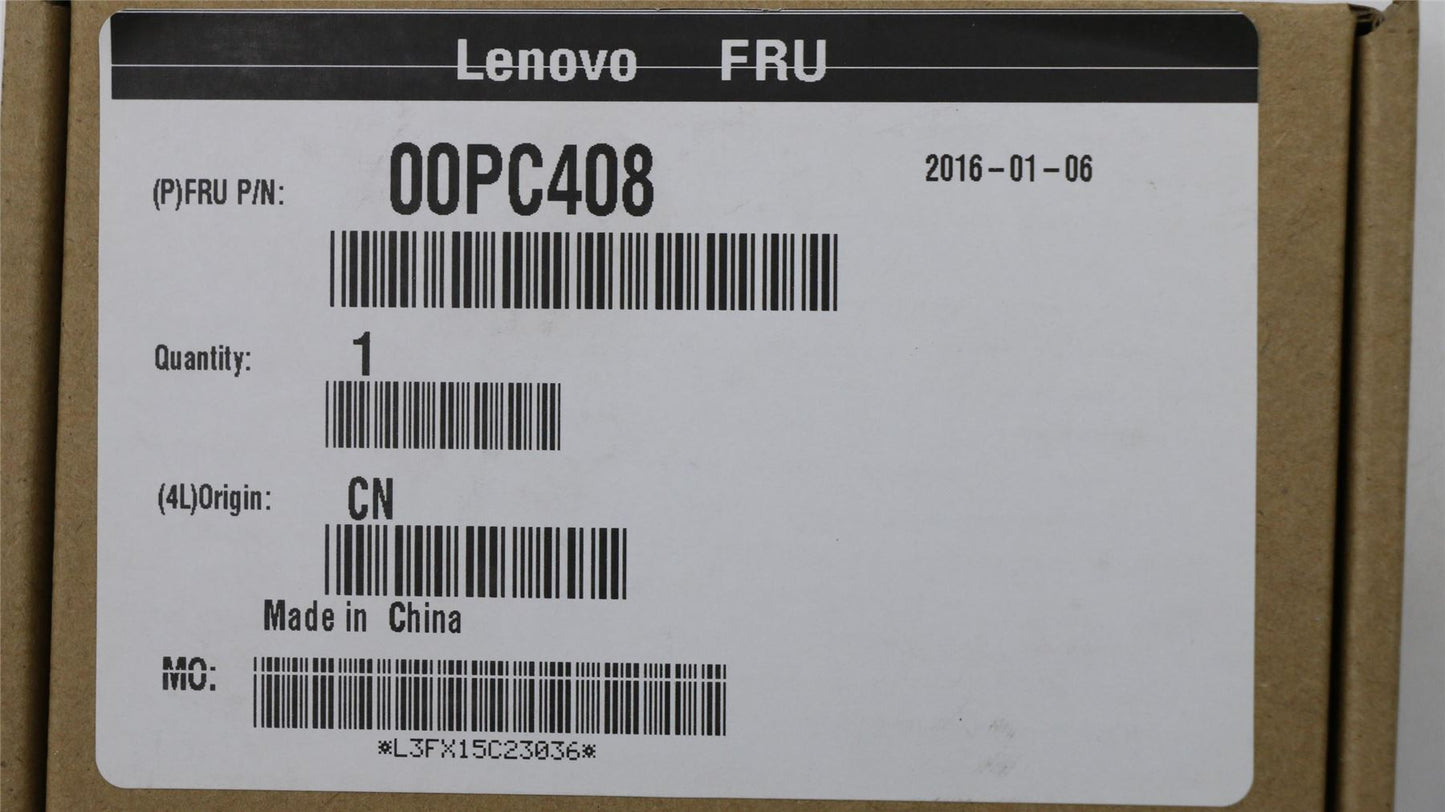 Lenovo FRU
(P)FRU P/N: 00PC408
2016-01-06
Quantity: 1
(4L)Origin: CN
Made in China
MO:
*L3FX15C23036*